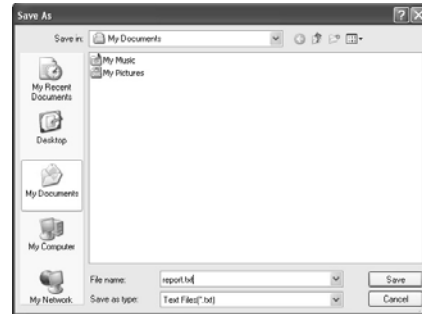 Save As
Save in:
My Documents
My Music
My Pictures
My Recent
Documents
Desktop
My Documents
My Computer
My Network
File name:
report.txt
Save
Save as type:
Text Files(*.txt)
Cancel